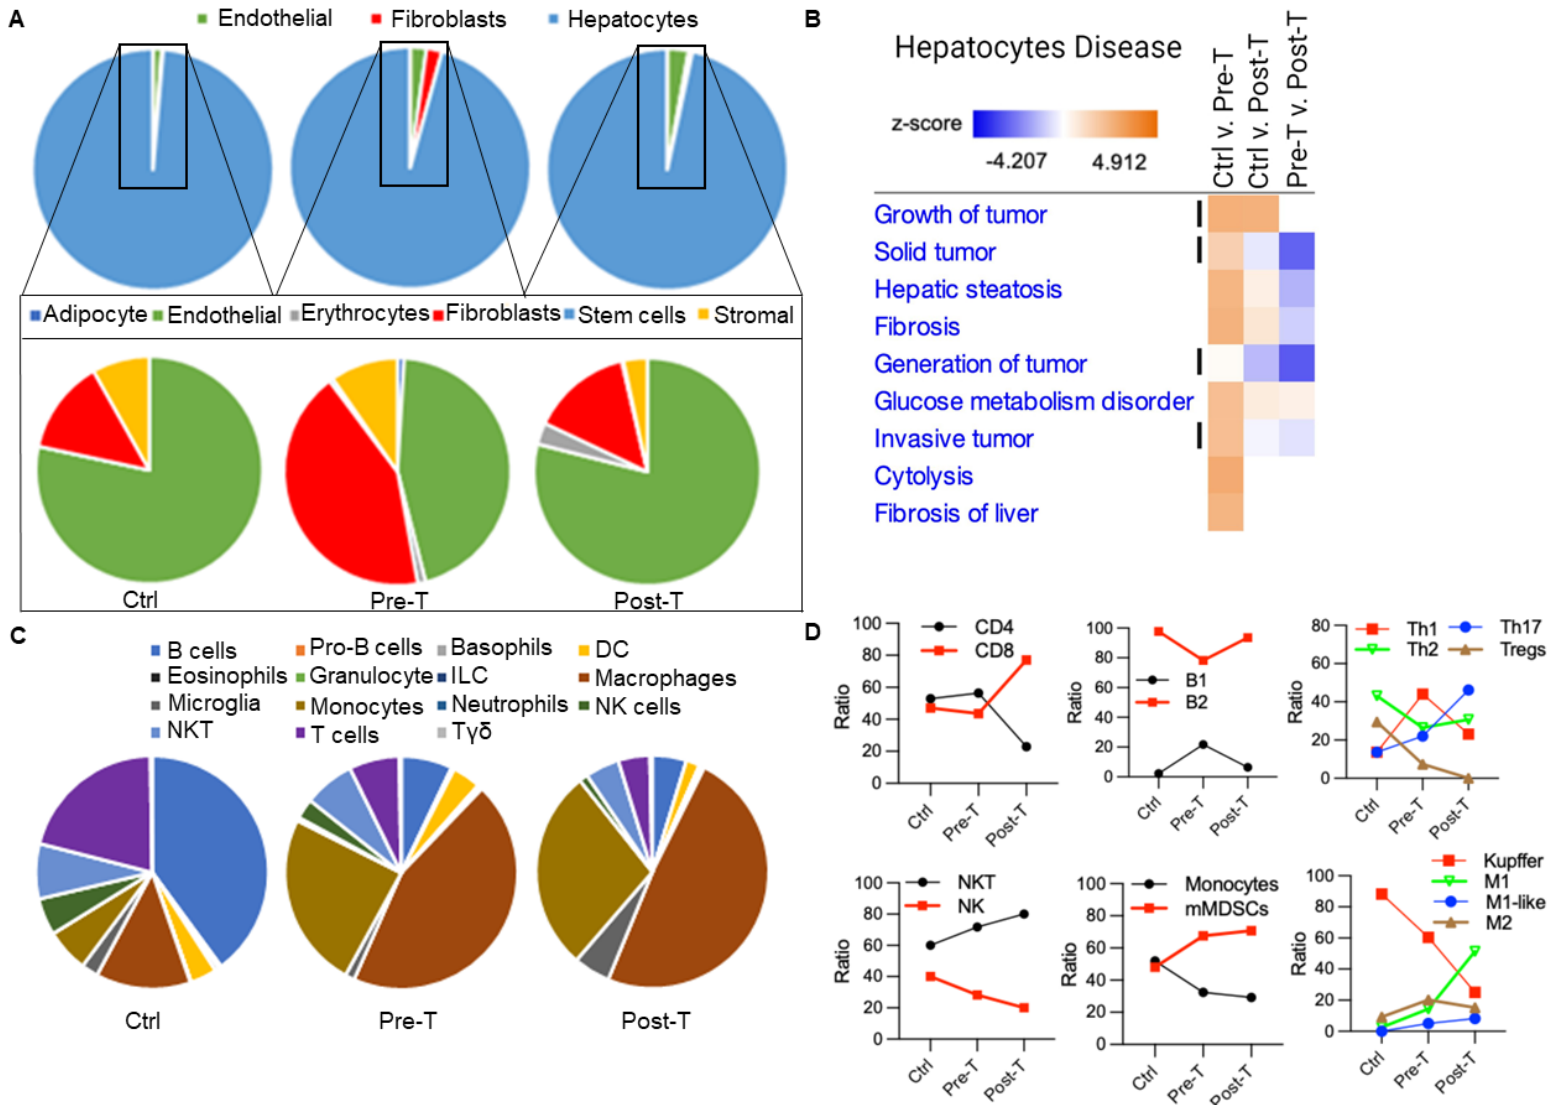 A
Endothelial Fibroblasts Hepatocytes
Adipocyte Endothelial Erythrocytes Fibroblasts Stem cells Stromal
Ctrl Pre-T Post-T
B
Hepatocytes Disease
z-score
-4.207 4.912
Ctrl v. Pre-T
Ctrl v. Post-T
Pre-T v. Post-T
Growth of tumor
Solid tumor
Hepatic steatosis
Fibrosis
Generation of tumor
Glucose metabolism disorder
Invasive tumor
Cytolysis
Fibrosis of liver
C
B cells Pro-B cells Basophils DC
Eosinophils Granulocyte ILC Macrophages
Microglia Monocytes Neutrophils NK cells
NKT T cells Tγδ
Ctrl Pre-T Post-T
D
100
80
60
40
20
0
Ratio
CD4
CD8
Ctrl Pre-T Post-T
100
80
60
40
20
0
Ratio
B1
B2
Ctrl Pre-T Post-T
80
60
40
20
0
Ratio
Th1 Th17
Th2 Tregs
Ctrl Pre-T Post-T
100
80
60
40
20
0
Ratio
NKT
NK
Ctrl Pre-T Post-T
100
80
60
40
20
0
Ratio
Monocytes
mMDSCs
Ctrl Pre-T Post-T
100
80
60
40
20
0
Ratio
Kupffer
M1
M1-like
M2
Ctrl Pre-T Post-T